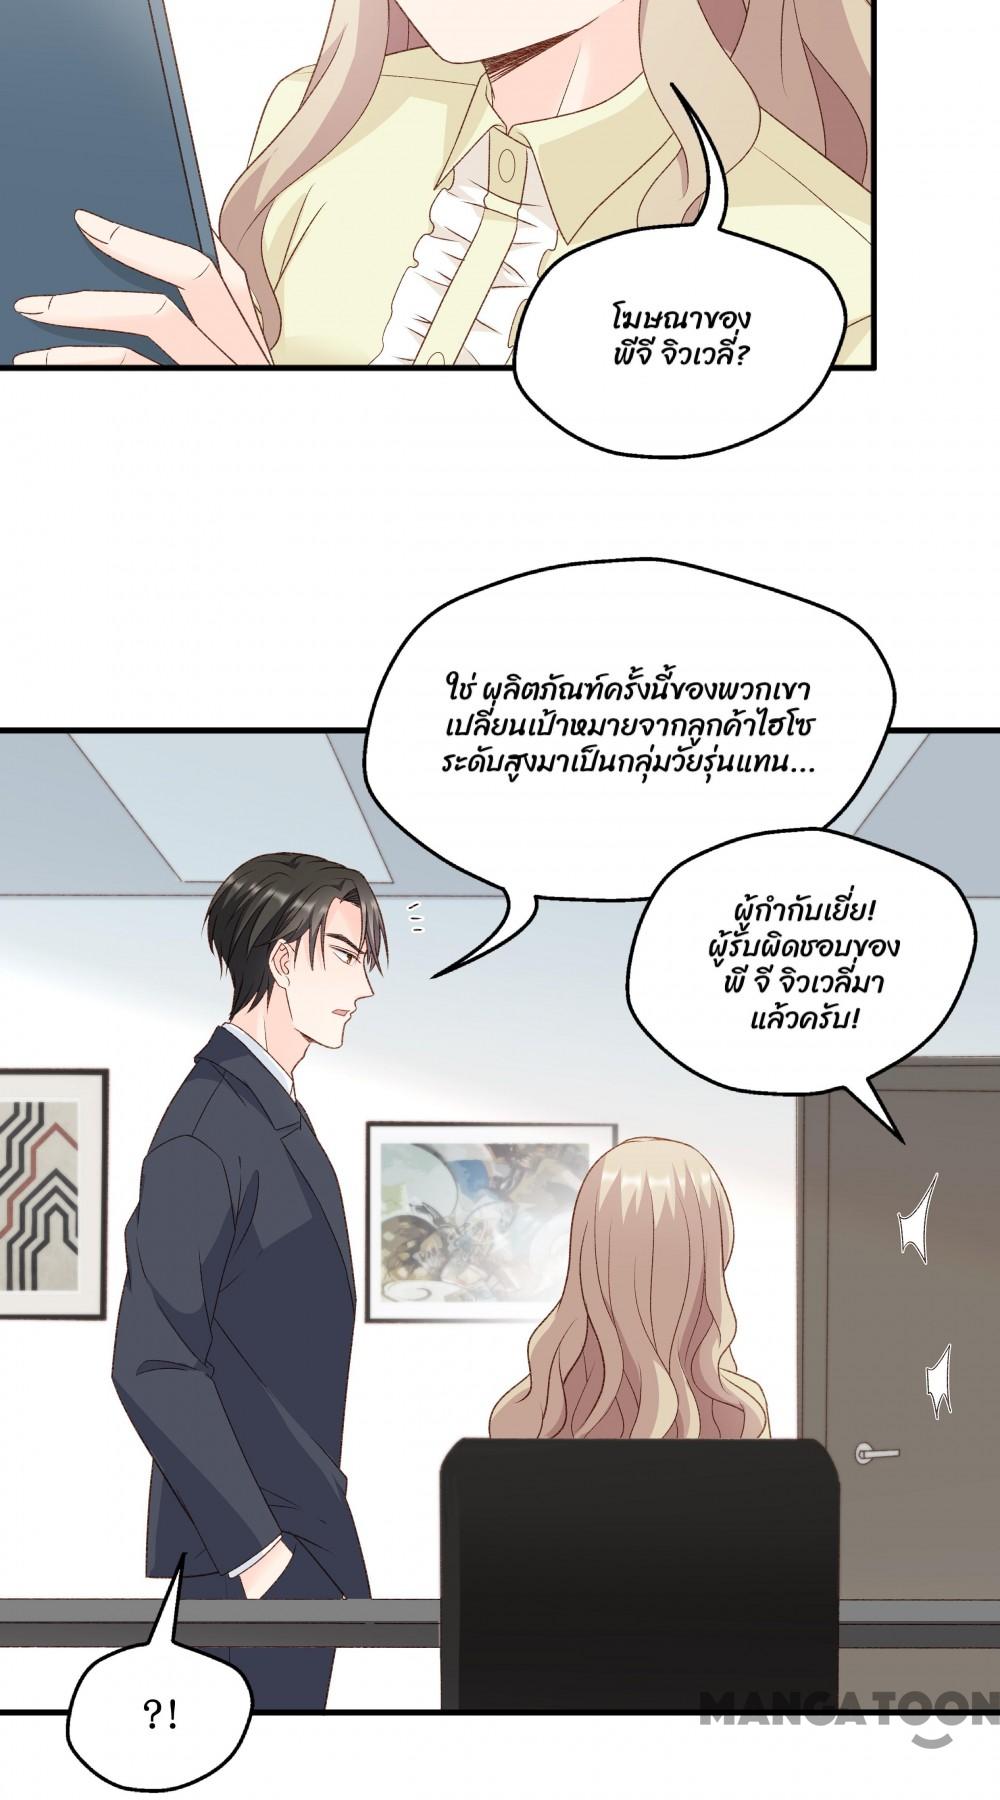 โฆษณาของ
พีจี จิวเวลี่?
ใช่ ผลิตภัณฑ์ครั้งนี้ของพวกเขา
เปลี่ยนเป้าหมายจากลูกค้าไฮโซ
ระดับสูงมาเป็นกลุ่มวัยรุ่นแทน...
ผู้กำกับเยี่ย!
ผู้รับผิดชอบของ
พี จี จิวเวลี่มา
แล้วครับ!
?!
MANGATOON